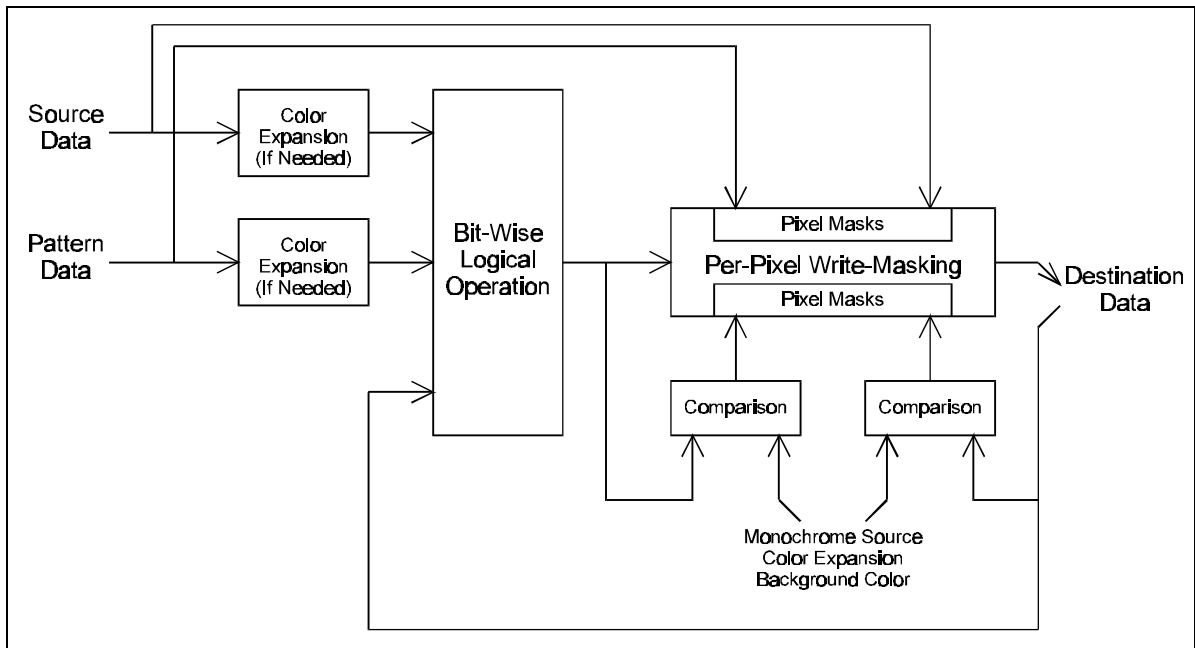 Source
Data
Color
Expansion
(If Needed)
Pattern
Data
Color
Expansion
(If Needed)
Bit-Wise
Logical
Operation
Pixel Masks
Per-Pixel Write-Masking
Pixel Masks
Destination
Data
Comparison
Comparison
Monochrome Source
Color Expansion
Background Color